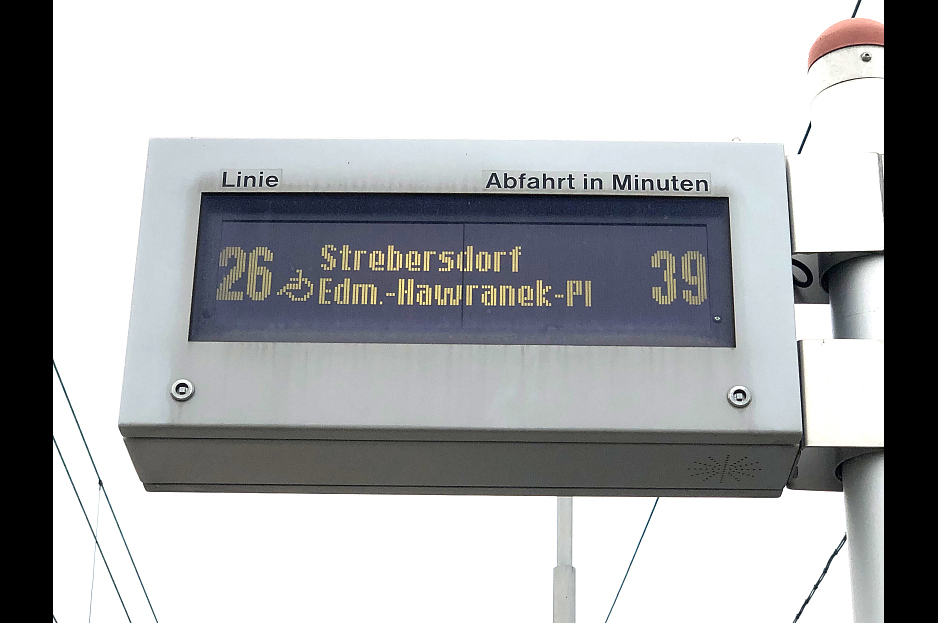 Linie Abfahrt in Minuten
26 Strebersdorf 39
Edm.-Hawranek-Pl